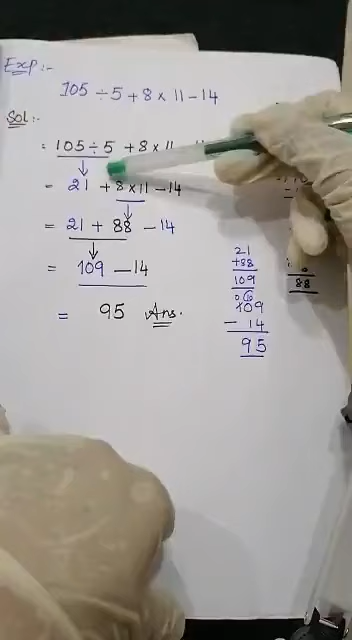 Exp:-
105 ÷ 5 + 8 × 11 - 14
Sol:-
= 105 ÷ 5 + 8 × 11
= 21 + 8 × 11 - 14
= 21 + 88 - 14
= 109 - 14
= 95 Ans.
21
+88
109
109
- 14
95
88